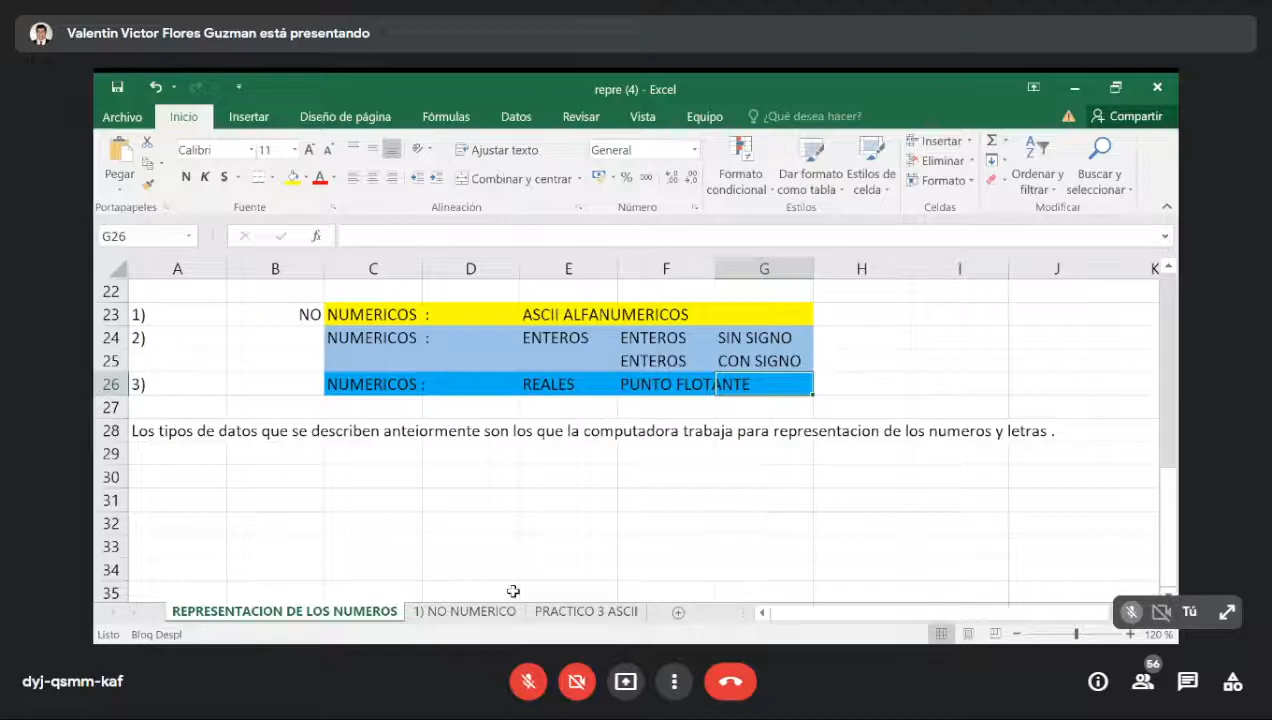 Valentin Victor Flores Guzman está presentando
repre (4) - Excel
Archivo Inicio Insertar Diseño de página Fórmulas Datos Revisar Vista Equipo ¿Qué desea hacer? Compartir
Pegar
Calibri 11
N K S
Ajustar texto
Combinar y centrar
General
% 000
Formato condicional
Dar formato como tabla
Estilos de celda
Insertar
Eliminar
Formato
Ordenar y filtrar
Buscar y seleccionar
Portapapeles Fuente Alineación Número Estilos Celdas Modificar
G26 fx
A B C D E F G H I J K
22
23 1) NO NUMERICOS : ASCII ALFANUMERICOS
24 2) NUMERICOS : ENTEROS ENTEROS SIN SIGNO
25 ENTEROS CON SIGNO
26 3) NUMERICOS : REALES PUNTO FLOTANTE
27
28 Los tipos de datos que se describen anteiormente son los que la computadora trabaja para representacion de los numeros y letras .
29
30
31
32
33
34
35
REPRESENTACION DE LOS NUMEROS 1) NO NUMERICO PRACTICO 3 ASCII
Tú
Listo Bloq Despl 120 %
dyj-qsmm-kaf
56